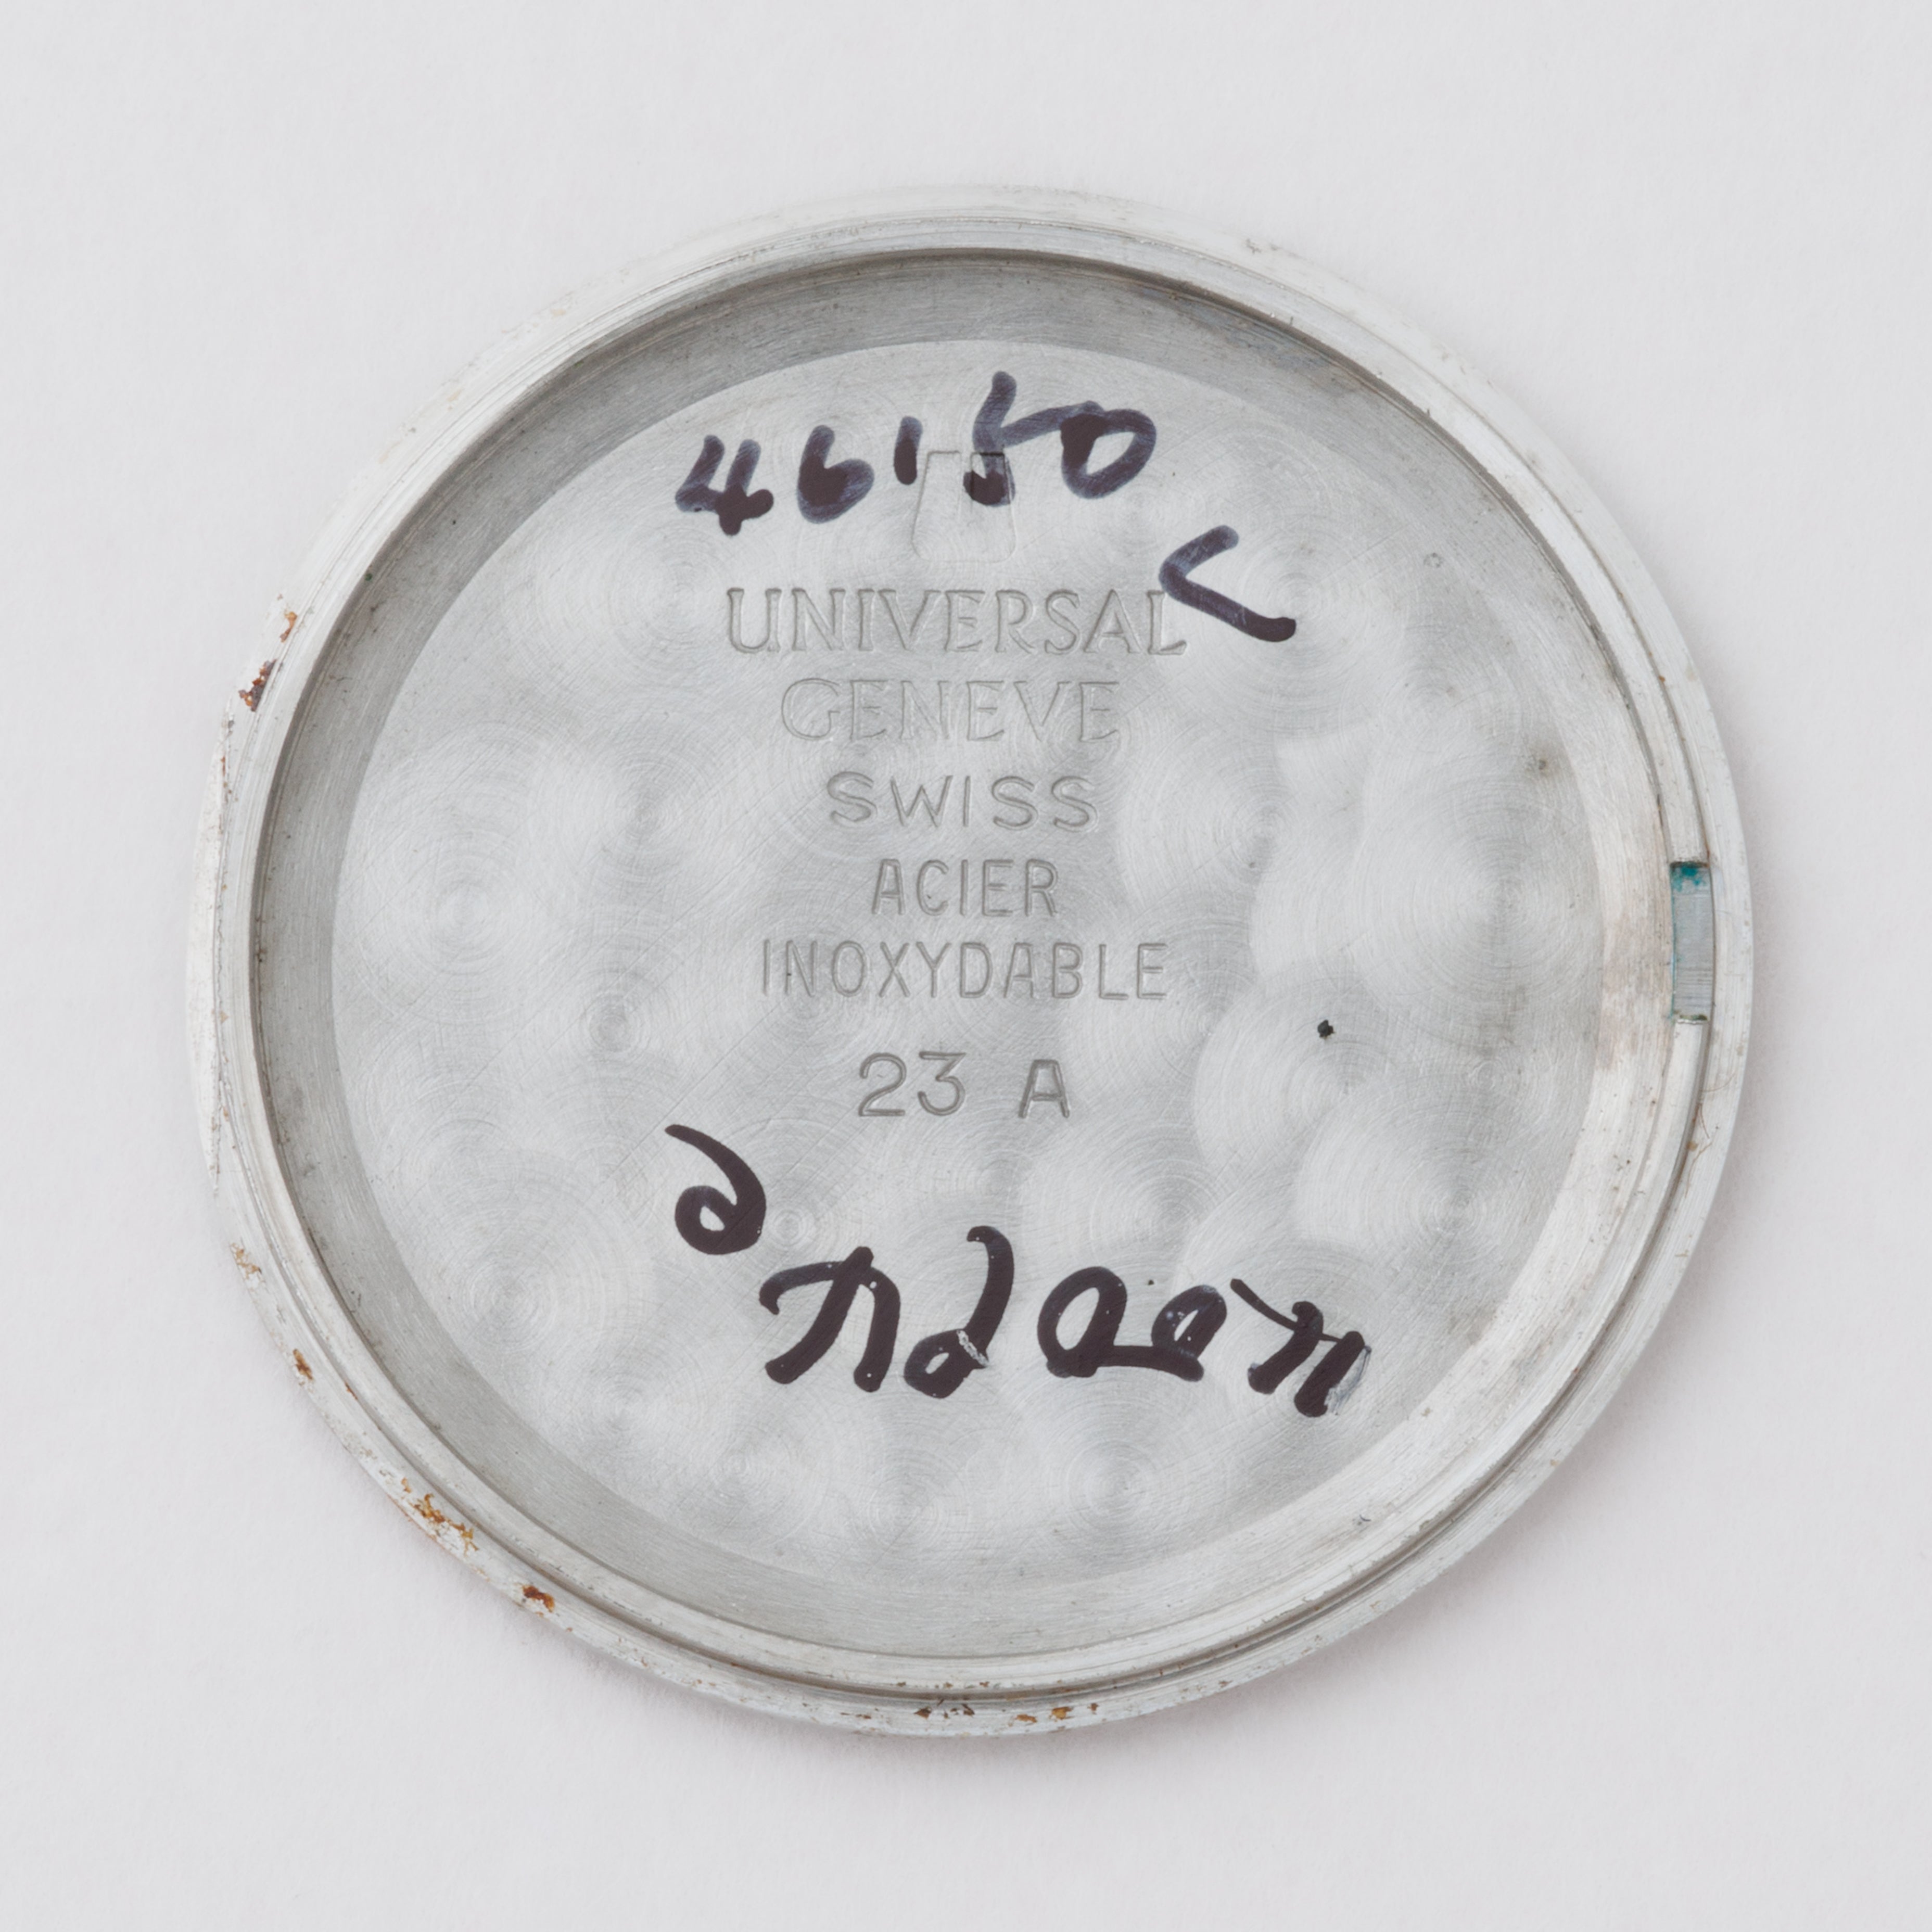 46150
UNIVERSAL
GENEVE
SWISS
ACIER
INOXYDABLE
23 A